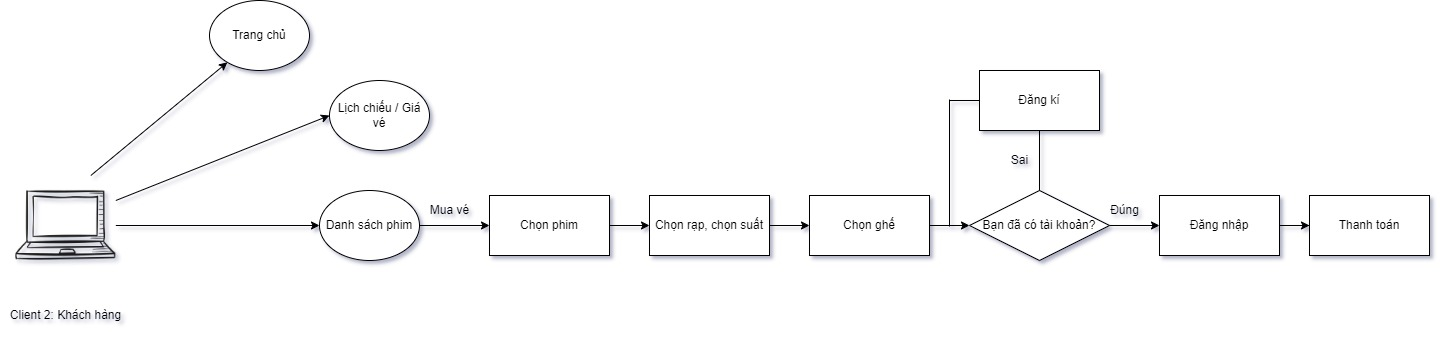 Trang chủ
Lịch chiếu / Giá
vé
Danh sách phim
Mua vé
Chọn phim
Chọn rạp, chọn suất
Chọn ghế
Đăng kí
Sai
Bạn đã có tài khoản?
Đúng
Đăng nhập
Thanh toán
Client 2: Khách hàng